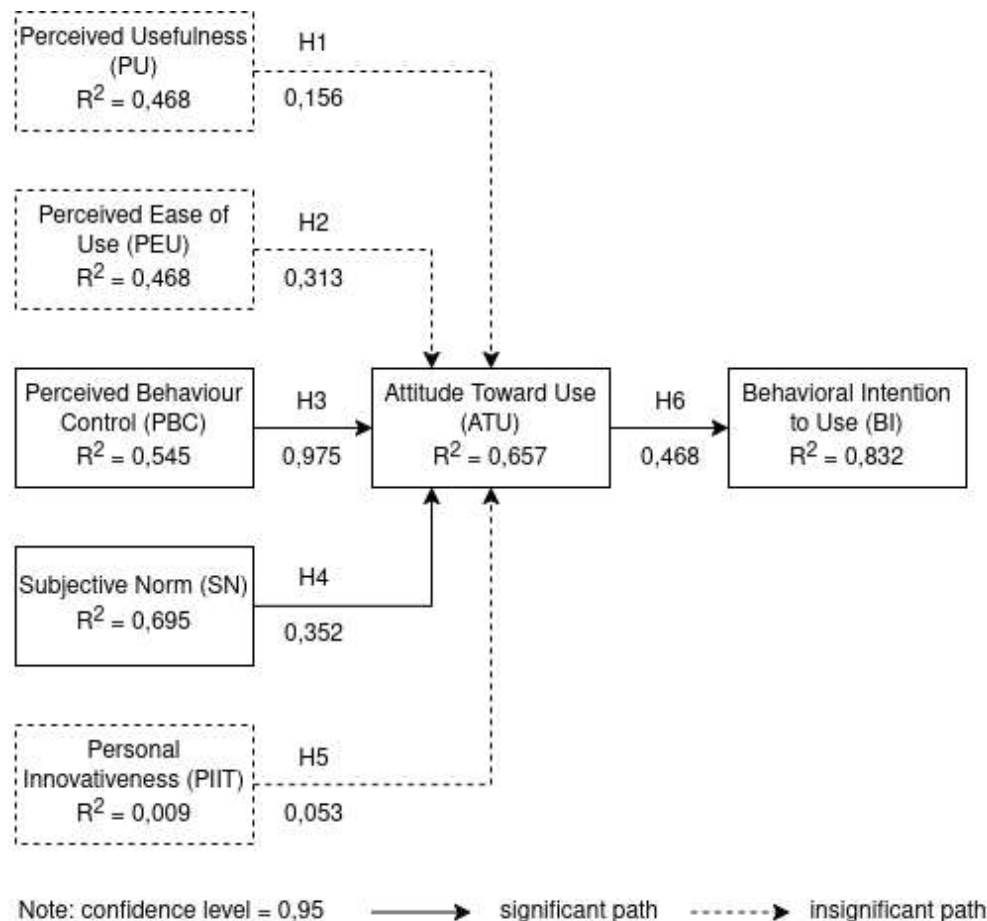 Perceived Usefulness
(PU)
R² = 0,468
H1
0,156
Perceived Ease of
Use (PEU)
R² = 0,468
H2
0,313
Perceived Behaviour
Control (PBC)
R² = 0,545
H3
0,975
Attitude Toward Use
(ATU)
R² = 0,657
H6
0,468
Behavioral Intention
to Use (BI)
R² = 0,832
Subjective Norm (SN)
R² = 0,695
H4
0,352
Personal
Innovativeness (PIIT)
R² = 0,009
H5
0,053
Note: confidence level = 0,95
significant path
insignificant path